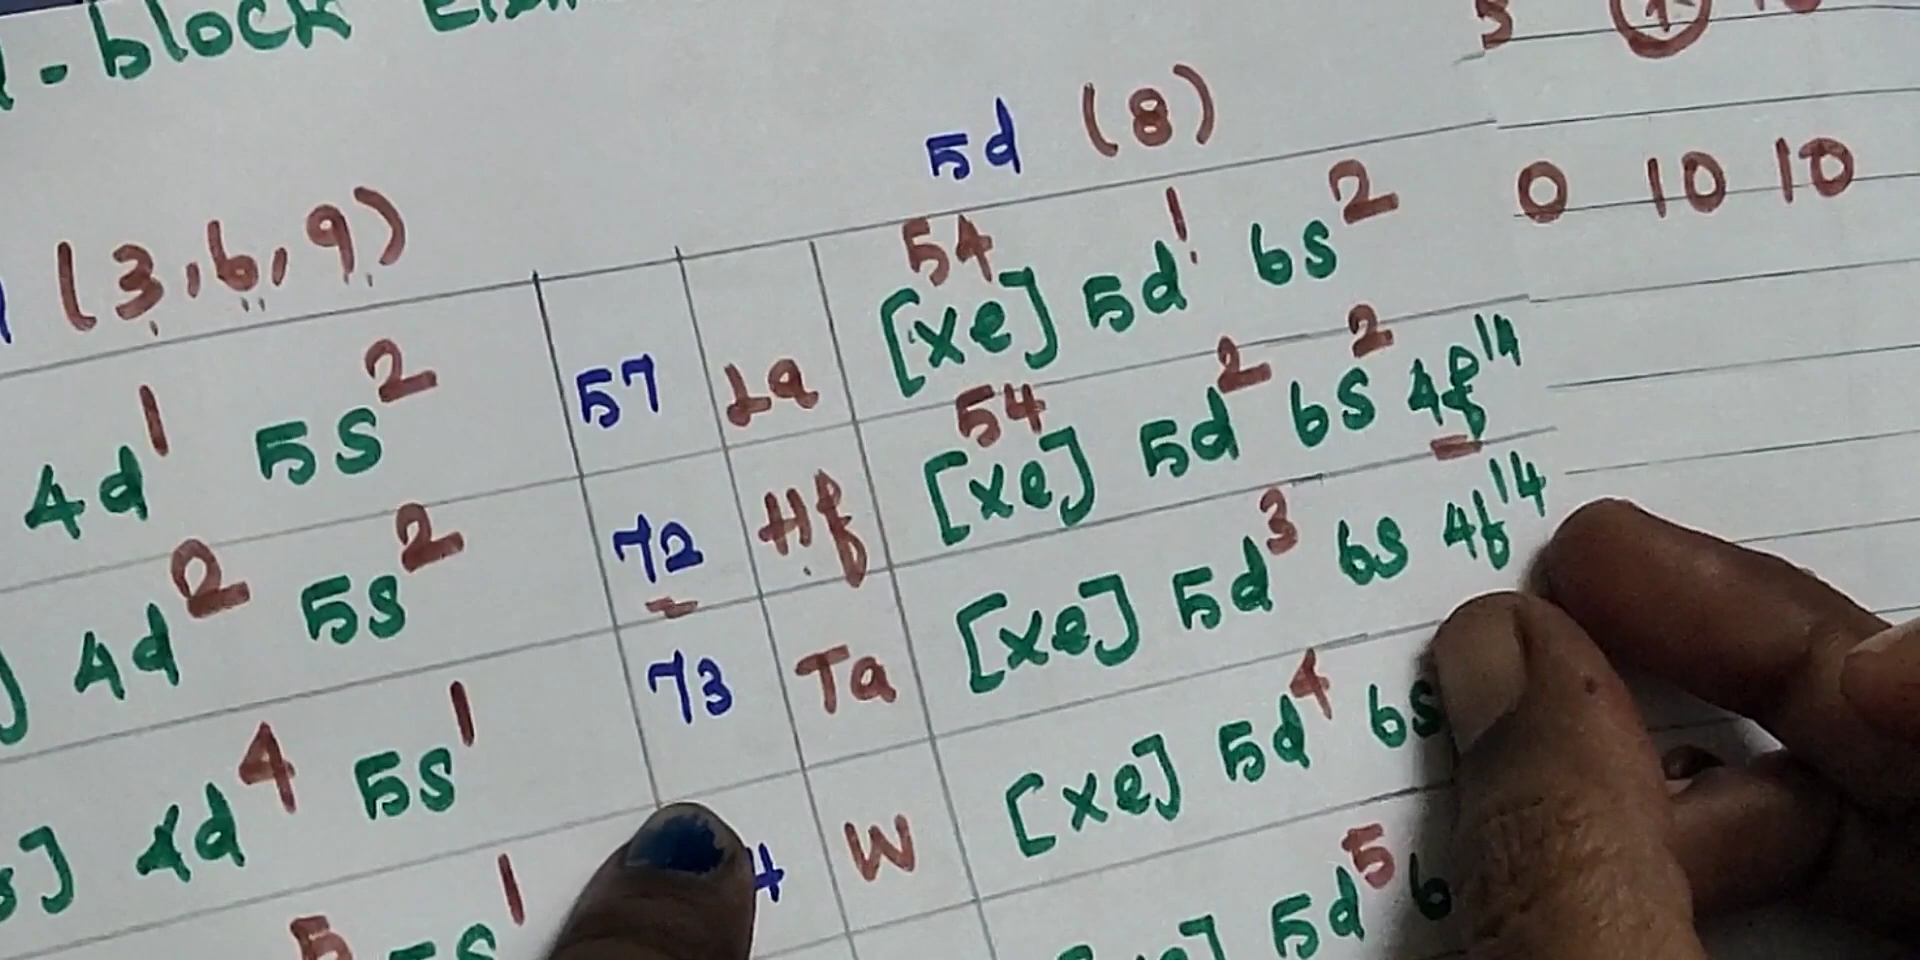 - block
5d (8)
(3, 6, 9)
0 10 10
4d¹ 5s² 57 La 54 [xe] 5d¹ 6s²
4d² 5s² 72 Hf 54 [xe] 5d² 6s² 4f¹⁴
] 4d⁴ 5s¹ 73 Ta [xe] 5d³ 6s 4f¹⁴
5 5s¹ W [xe] 5d⁴ 6s
5d⁵ 6